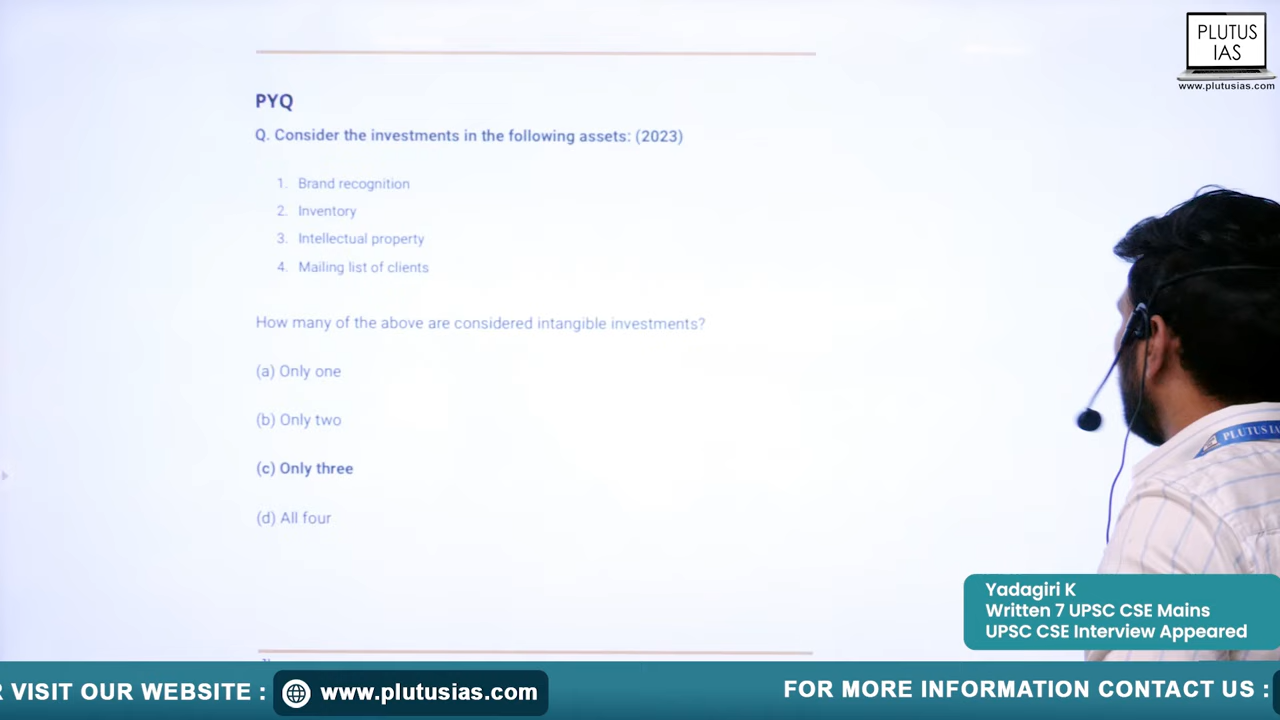 PLUTUS
IAS
www.plutusias.com
PYQ
Q. Consider the investments in the following assets: (2023)
1. Brand recognition
2. Inventory
3. Intellectual property
4. Mailing list of clients
How many of the above are considered intangible investments?
(a) Only one
(b) Only two
(c) Only three
(d) All four
PLUTUS IA
Yadagiri K
Written 7 UPSC CSE Mains
UPSC CSE Interview Appeared
R VISIT OUR WEBSITE : www.plutusias.com
FOR MORE INFORMATION CONTACT US :